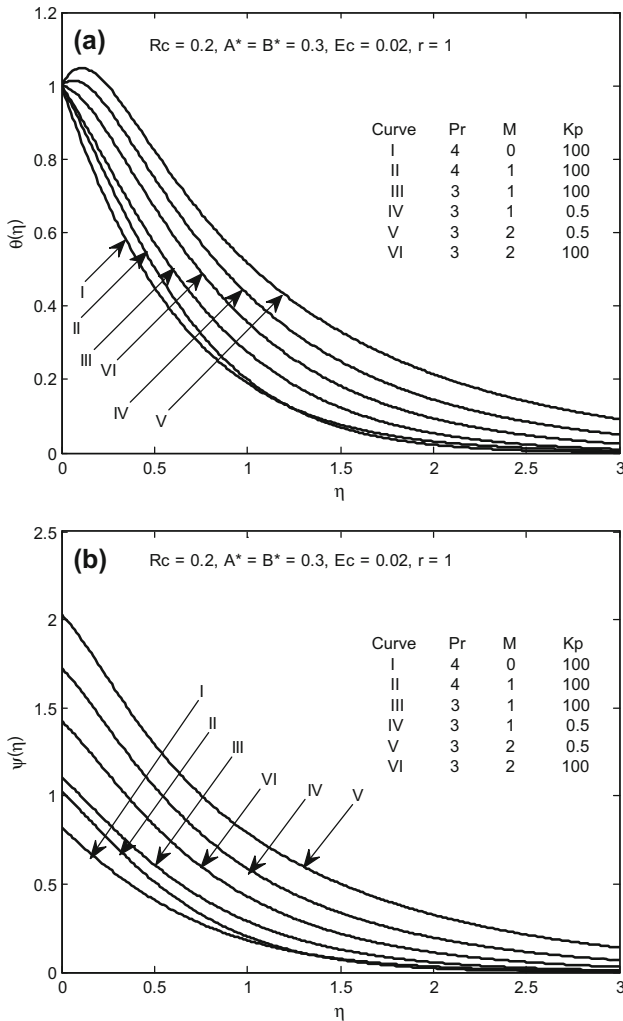 (a)
Rc = 0.2, A* = B* = 0.3, Ec = 0.02, r = 1
Curve Pr M Kp
I 4 0 100
II 4 1 100
III 3 1 100
IV 3 1 0.5
V 3 2 0.5
VI 3 2 100
I
II
III
VI
IV
V
θ(η)
1.2
1
0.8
0.6
0.4
0.2
0
0 0.5 1 1.5 2 2.5 3
η
(b)
Rc = 0.2, A* = B* = 0.3, Ec = 0.02, r = 1
Curve Pr M Kp
I 4 0 100
II 4 1 100
III 3 1 100
IV 3 1 0.5
V 3 2 0.5
VI 3 2 100
I
II
III
VI
IV
V
ψ(η)
2.5
2
1.5
1
0.5
0
0 0.5 1 1.5 2 2.5 3
η